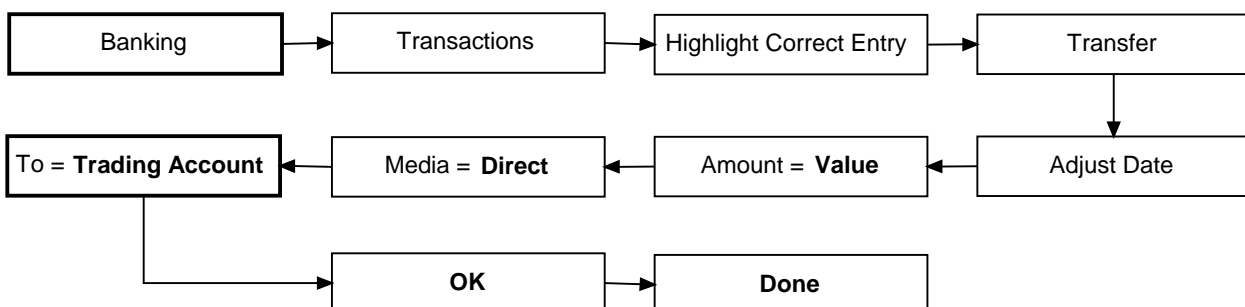 Banking
Transactions
Highlight Correct Entry
Transfer
Adjust Date
Amount = Value
Media = Direct
To = Trading Account
OK
Done